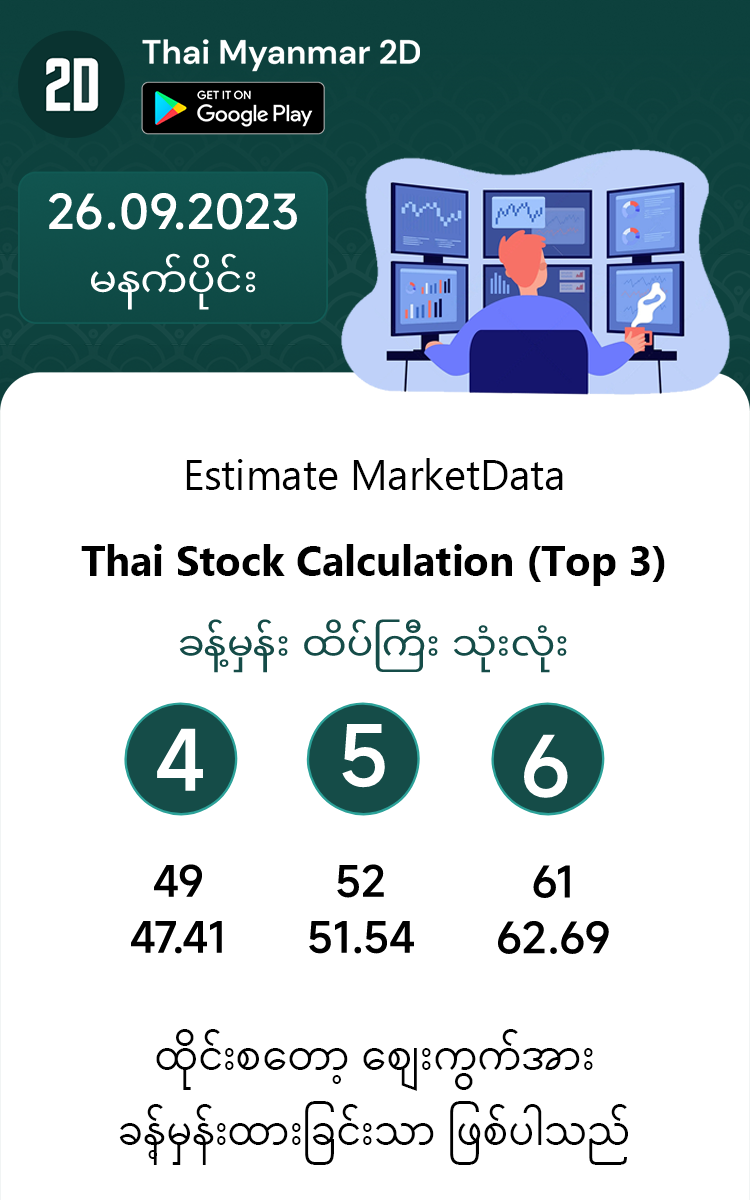 2D
Thai Myanmar 2D
GET IT ON
Google Play
26.09.2023
မနက်ပိုင်း
Estimate MarketData
Thai Stock Calculation (Top 3)
ခန့်မှန်း ထိပ်ကြီး သုံးလုံး
4 5 6
49 52 61
47.41 51.54 62.69
ထိုင်းစတော့ ဈေးကွက်အား
ခန့်မှန်းထားခြင်းသာ ဖြစ်ပါသည်